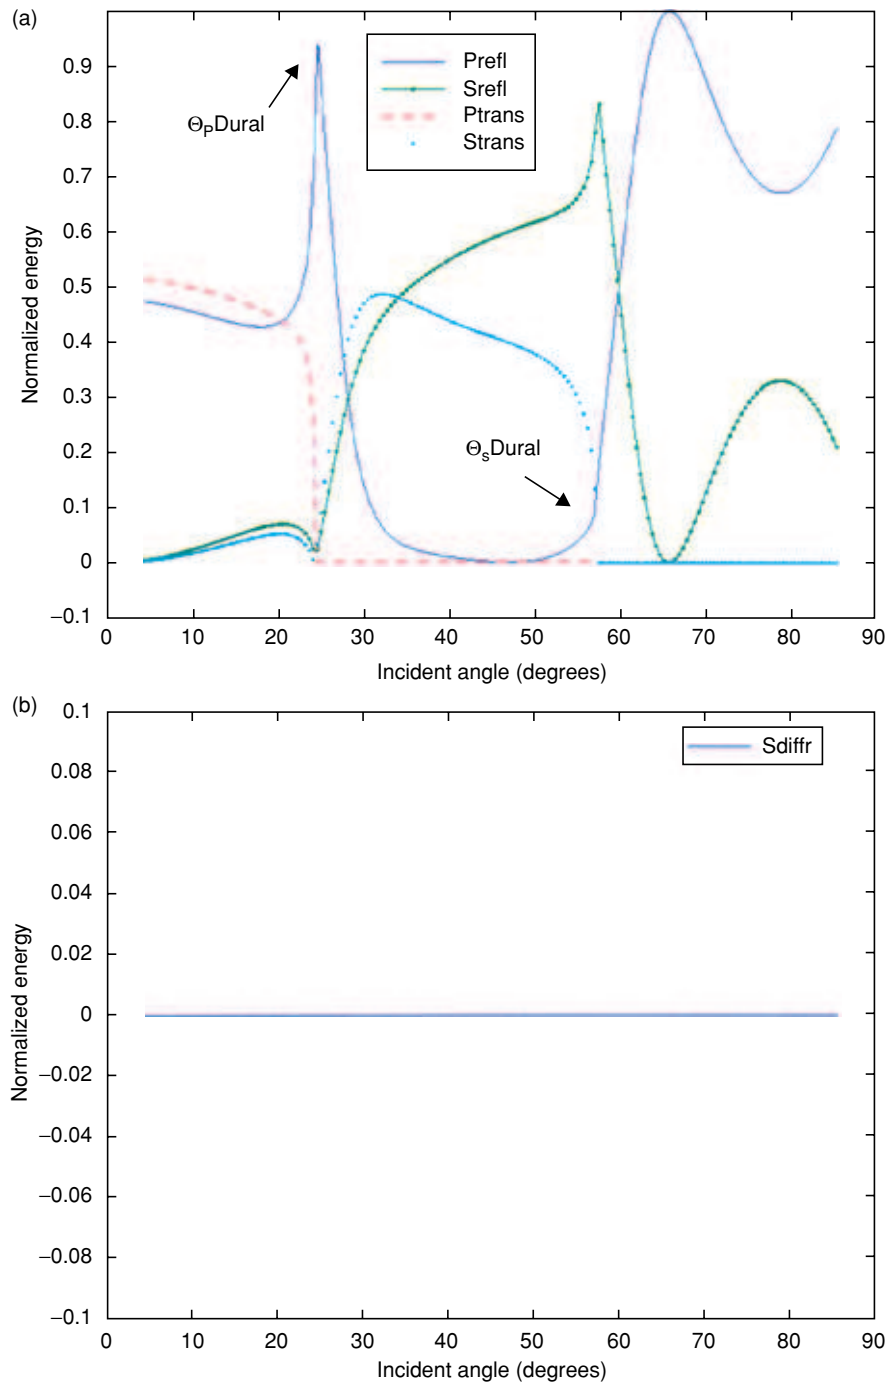 (a)
0.9
0.8
0.7
0.6
0.5
0.4
0.3
0.2
0.1
0
−0.1
Normalized energy
Prefl
Srefl
Ptrans
Strans
ΘPDural
ΘsDural
0 10 20 30 40 50 60 70 80 90
Incident angle (degrees)
(b)
0.1
0.08
0.06
0.04
0.02
0
−0.02
−0.04
−0.06
−0.08
−0.1
Normalized energy
Sdiffr
0 10 20 30 40 50 60 70 80 90
Incident angle (degrees)